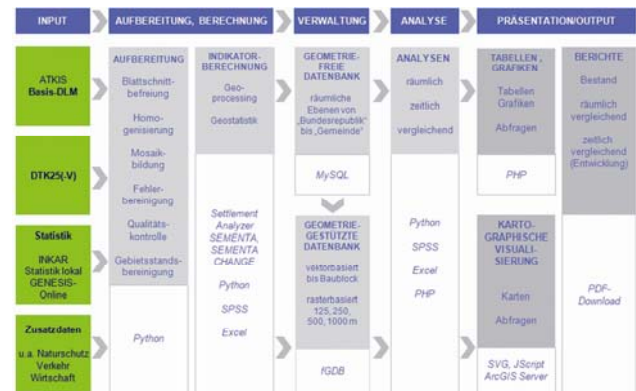 INPUT
AUFBEREITUNG, BERECHNUNG
VERWALTUNG
ANALYSE
PRÄSENTATION/OUTPUT
ATKIS
Basis-DLM
DTK25(-V)
Statistik
INKAR
Statistik lokal
GENESIS-
Online
Zusatzdaten
u.a. Naturschutz
Verkehr
Wirtschaft
AUFBEREITUNG
Blattschnitt-
befreiung
Homo-
genisierung
Mosaik-
bildung
Fehler-
bereinigung
Qualitäts-
kontrolle
Gebietsstands-
bereinigung
Python
INDIKATOR-
BERECHNUNG
Geo-
processing
Geostatistik
Settlement
Analyzer
SEMENTA,
SEMENTA
CHANGE
Python
SPSS
Excel
GEOMETRIE-
FREIE
DATENBANK
räumliche
Ebenen von
„Bundesrepublik“
bis „Gemeinde“
MySQL
GEOMETRIE-
GESTÜTZTE
DATENBANK
vektorbasiert
bis Baublock
rasterbasiert
125, 250,
500, 1000 m
fGDB
ANALYSEN
räumlich
zeitlich
vergleichend
Python
SPSS
Excel
PHP
TABELLEN,
GRAFIKEN
Tabellen
Grafiken
Abfragen
PHP
KARTO-
GRAPHISCHE
VISUALI-
SIERUNG
Karten
Abfragen
SVG, JScript
ArcGIS Server
BERICHTE
Bestand
räumlich
vergleichend
zeitlich
vergleichend
(Entwicklung)
PDF-
Download